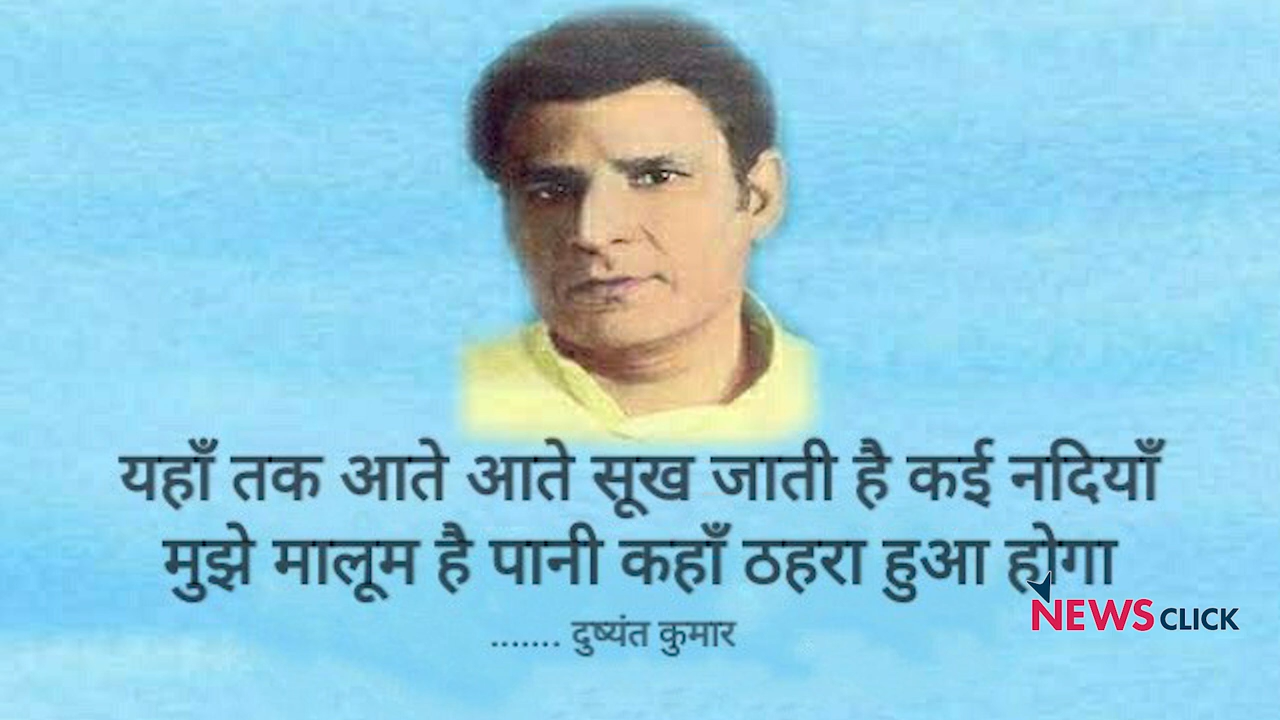 यहाँ तक आते आते सूख जाती है कई नदियाँ
मुझे मालूम है पानी कहाँ ठहरा हुआ होगा
....... दुष्यंत कुमार
NEWSCLICK